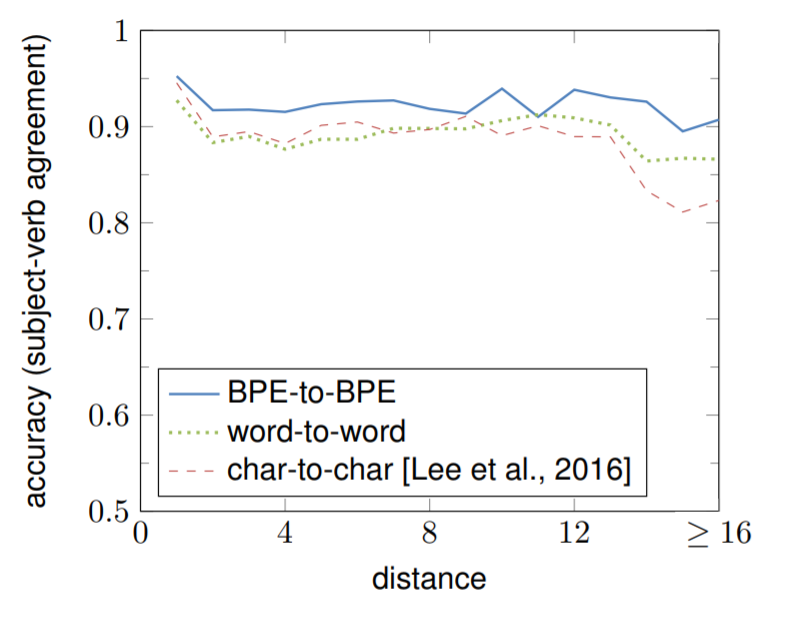 accuracy (subject-verb agreement)
1
0.9
0.8
0.7
0.6
0.5
BPE-to-BPE
word-to-word
char-to-char [Lee et al., 2016]
0 4 8 12 ≥ 16
distance